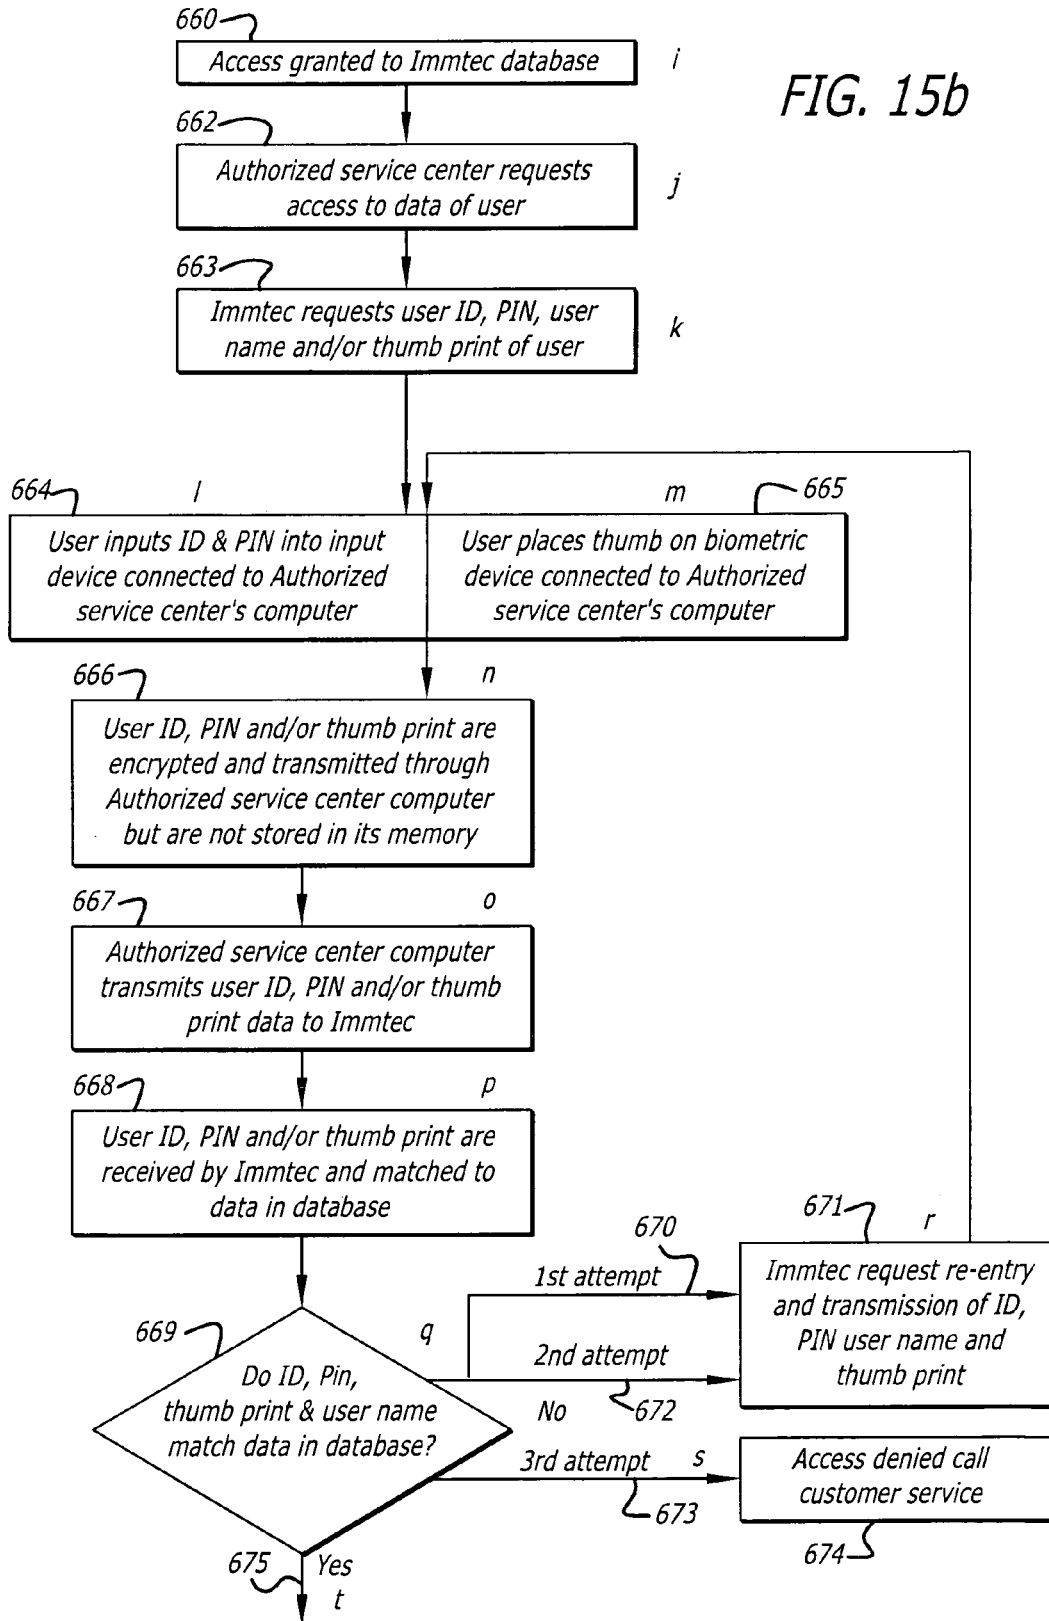 660
Access granted to Immtec database
i
FIG. 15b
662
Authorized service center requests
access to data of user
j
663
Immtec requests user ID, PIN, user
name and/or thumb print of user
k
664
l
User inputs ID & PIN into input
device connected to Authorized
service center's computer
m
665
User places thumb on biometric
device connected to Authorized
service center's computer
666
n
User ID, PIN and/or thumb print are
encrypted and transmitted through
Authorized service center computer
but are not stored in its memory
667
o
Authorized service center computer
transmits user ID, PIN and/or thumb
print data to Immtec
668
p
User ID, PIN and/or thumb print are
received by Immtec and matched to
data in database
669
Do ID, Pin,
thumb print & user name
match data in database?
q
1st attempt
670
2nd attempt
672
No
671
r
Immtec request re-entry
and transmission of ID,
PIN user name and
thumb print
3rd attempt
s
673
Access denied call
customer service
674
675
Yes
t